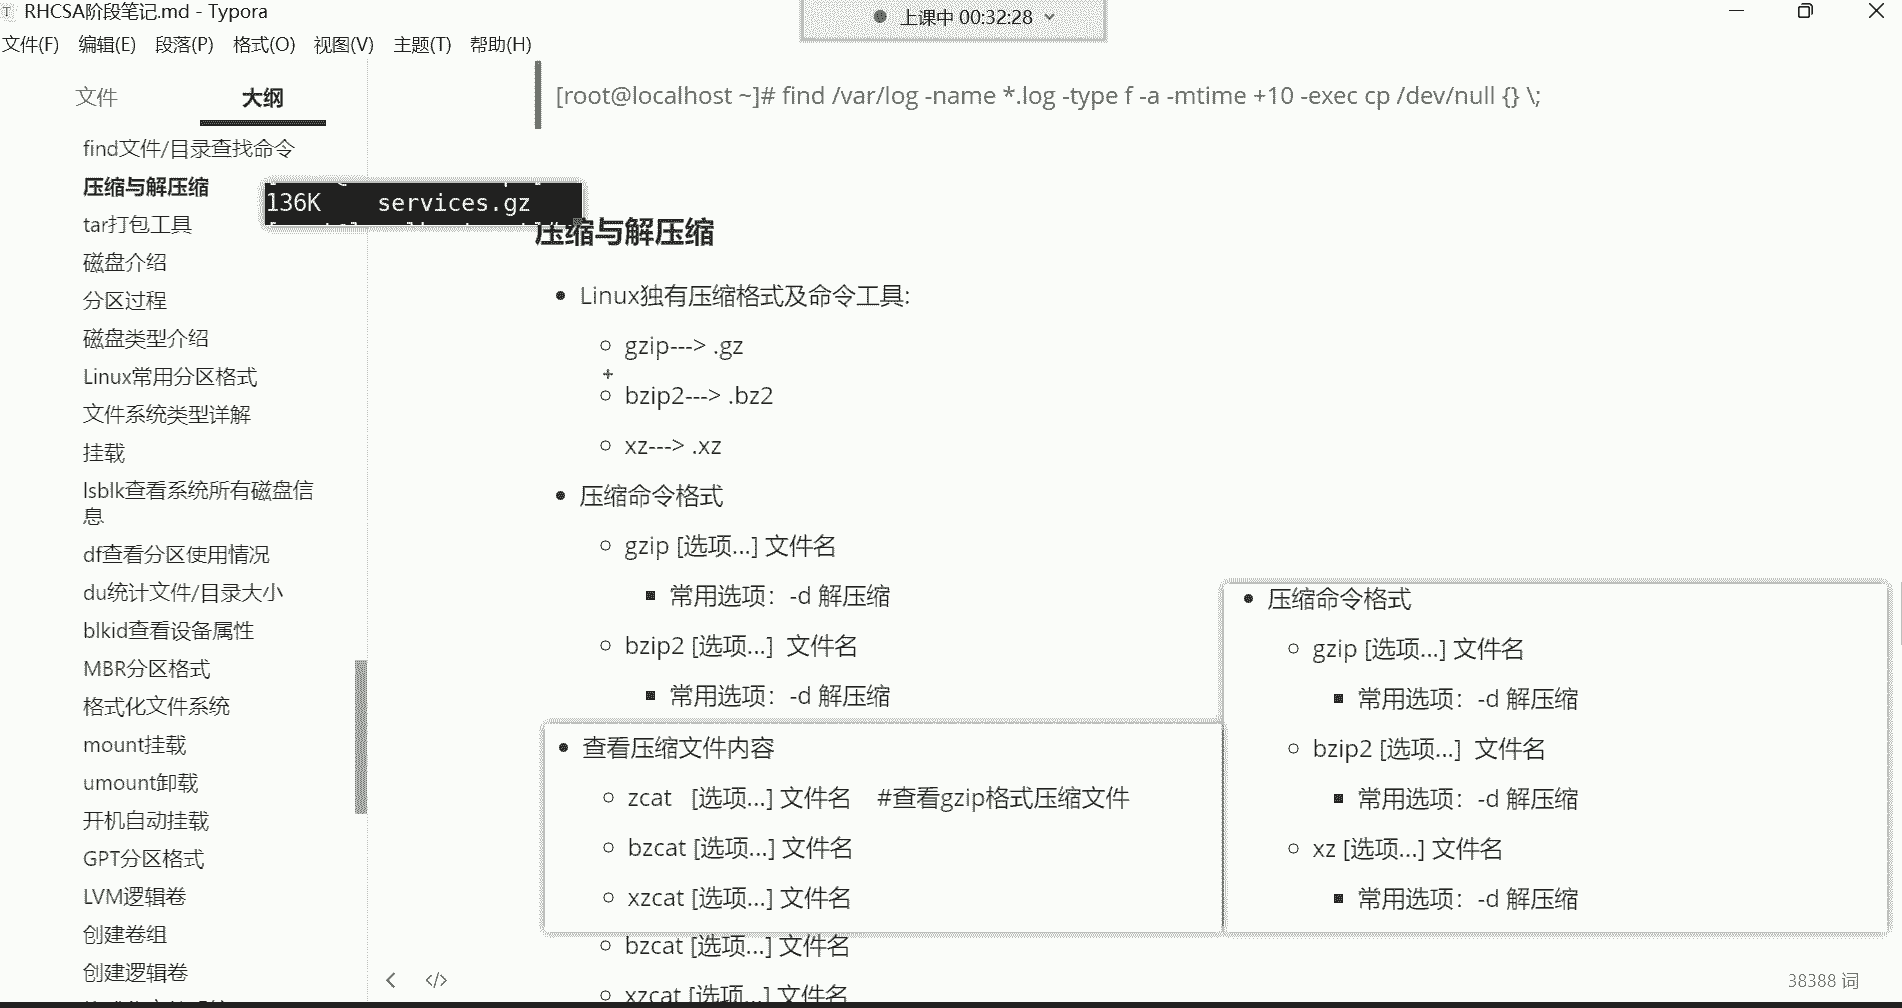 RHCSA阶段笔记.md - Typora
上课中 00:32:28
文件(F) 编辑(E) 段落(P) 格式(O) 视图(V) 主题(T) 帮助(H)
文件 大纲
find文件/目录查找命令
压缩与解压缩
tar打包工具
磁盘介绍
分区过程
磁盘类型介绍
Linux常用分区格式
文件系统类型详解
挂载
lsblk查看系统所有磁盘信
息
df查看分区使用情况
du统计文件/目录大小
blkid查看设备属性
MBR分区格式
格式化文件系统
mount挂载
umount卸载
开机自动挂载
GPT分区格式
LVM逻辑卷
创建卷组
创建逻辑卷
[root@localhost ~]# find /var/log -name *.log -type f -a -mtime +10 -exec cp /dev/null {} \;
136K services.gz
压缩与解压缩
Linux独有压缩格式及命令工具:
gzip---> .gz
bzip2---> .bz2
xz---> .xz
压缩命令格式
gzip [选项...] 文件名
常用选项：-d 解压缩
bzip2 [选项...] 文件名
常用选项：-d 解压缩
查看压缩文件内容
zcat [选项...] 文件名 #查看gzip格式压缩文件
bzcat [选项...] 文件名
xzcat [选项...] 文件名
bzcat [选项...] 文件名
xzcat [选项...] 文件名
压缩命令格式
gzip [选项...] 文件名
常用选项：-d 解压缩
bzip2 [选项...] 文件名
常用选项：-d 解压缩
xz [选项...] 文件名
常用选项：-d 解压缩
38388 词